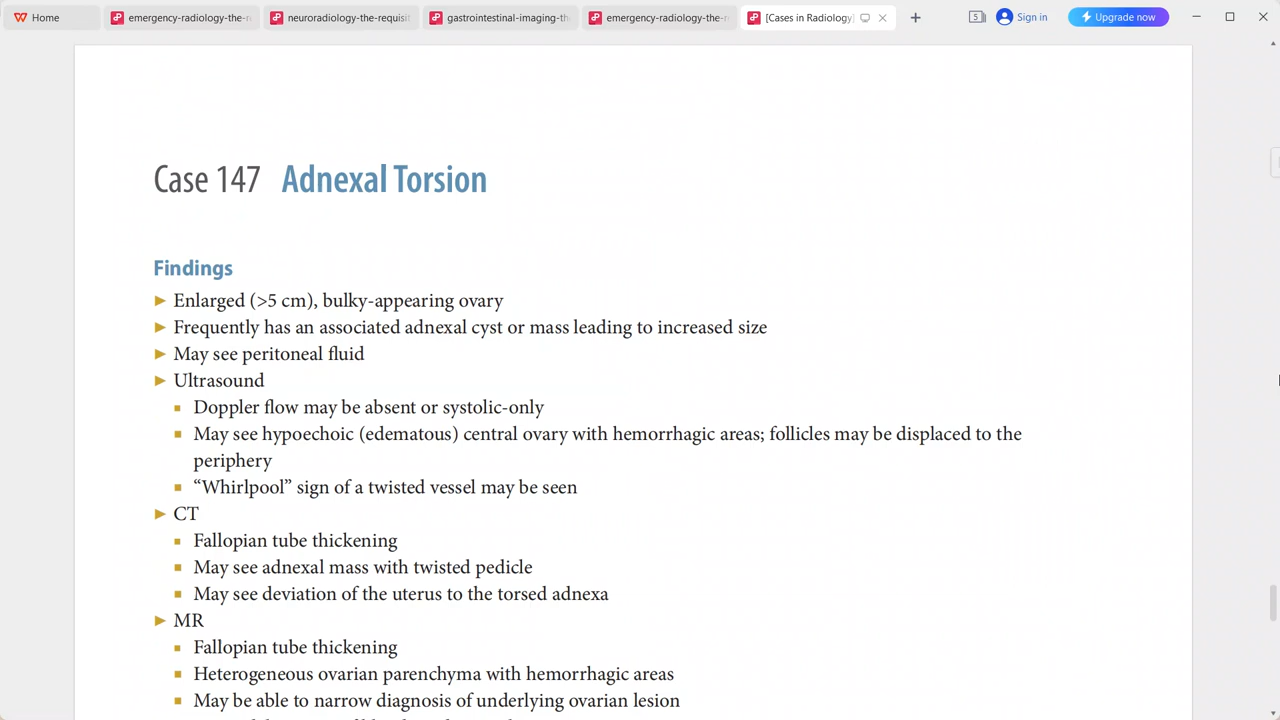 Home
emergency-radiology-the-r
neuroradiology-the-requisit
gastrointestinal-imaging-th
emergency-radiology-the-r
[Cases in Radiology]
5
Sign in
Upgrade now
Case 147 Adnexal Torsion
Findings
► Enlarged (>5 cm), bulky-appearing ovary
► Frequently has an associated adnexal cyst or mass leading to increased size
► May see peritoneal fluid
► Ultrasound
■ Doppler flow may be absent or systolic-only
■ May see hypoechoic (edematous) central ovary with hemorrhagic areas; follicles may be displaced to the
periphery
■ “Whirlpool” sign of a twisted vessel may be seen
► CT
■ Fallopian tube thickening
■ May see adnexal mass with twisted pedicle
■ May see deviation of the uterus to the torsed adnexa
► MR
■ Fallopian tube thickening
■ Heterogeneous ovarian parenchyma with hemorrhagic areas
■ May be able to narrow diagnosis of underlying ovarian lesion